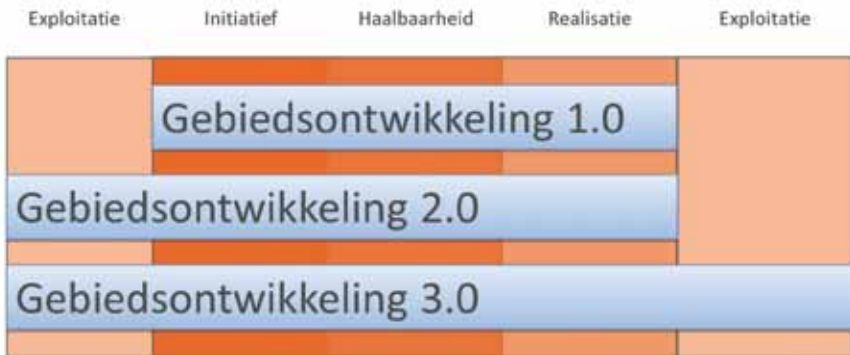 Exploitatie Initiatief Haalbaarheid Realisatie Exploitatie
Gebiedsontwikkeling 1.0
Gebiedsontwikkeling 2.0
Gebiedsontwikkeling 3.0